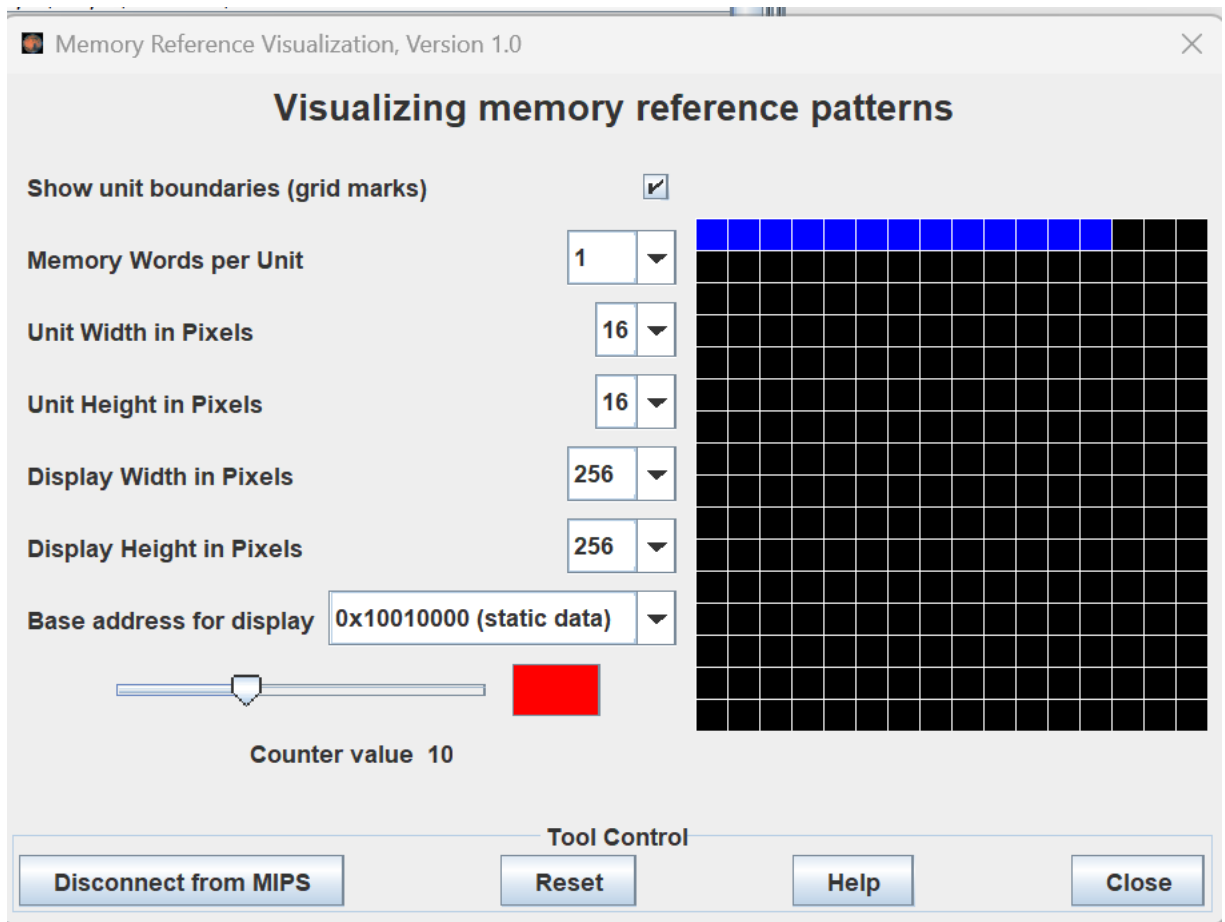 Memory Reference Visualization, Version 1.0
Visualizing memory reference patterns
Show unit boundaries (grid marks)
Memory Words per Unit 1
Unit Width in Pixels 16
Unit Height in Pixels 16
Display Width in Pixels 256
Display Height in Pixels 256
Base address for display 0x10010000 (static data)
Counter value 10
Tool Control
Disconnect from MIPS Reset Help Close